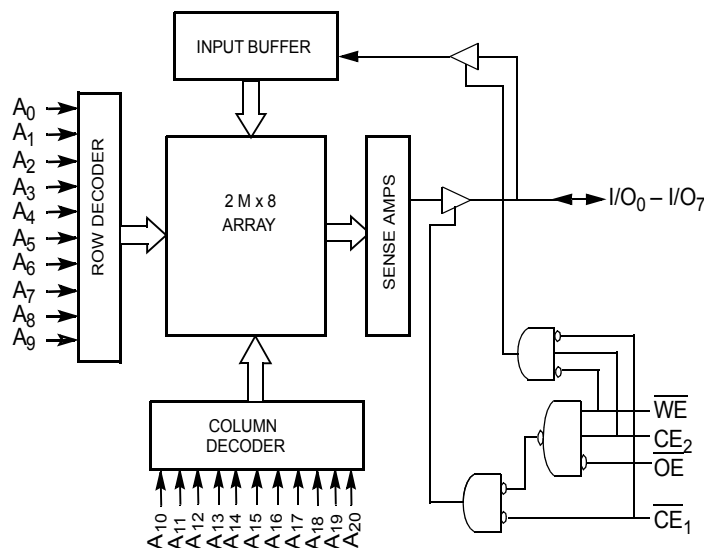 INPUT BUFFER
A0
A1
A2
A3
A4
A5
A6
A7
A8
A9
ROW DECODER
2 M x 8
ARRAY
SENSE AMPS
I/O0 – I/O7
COLUMN
DECODER
A10
A11
A12
A13
A14
A15
A16
A17
A18
A19
A20
WE
CE2
OE
CE1